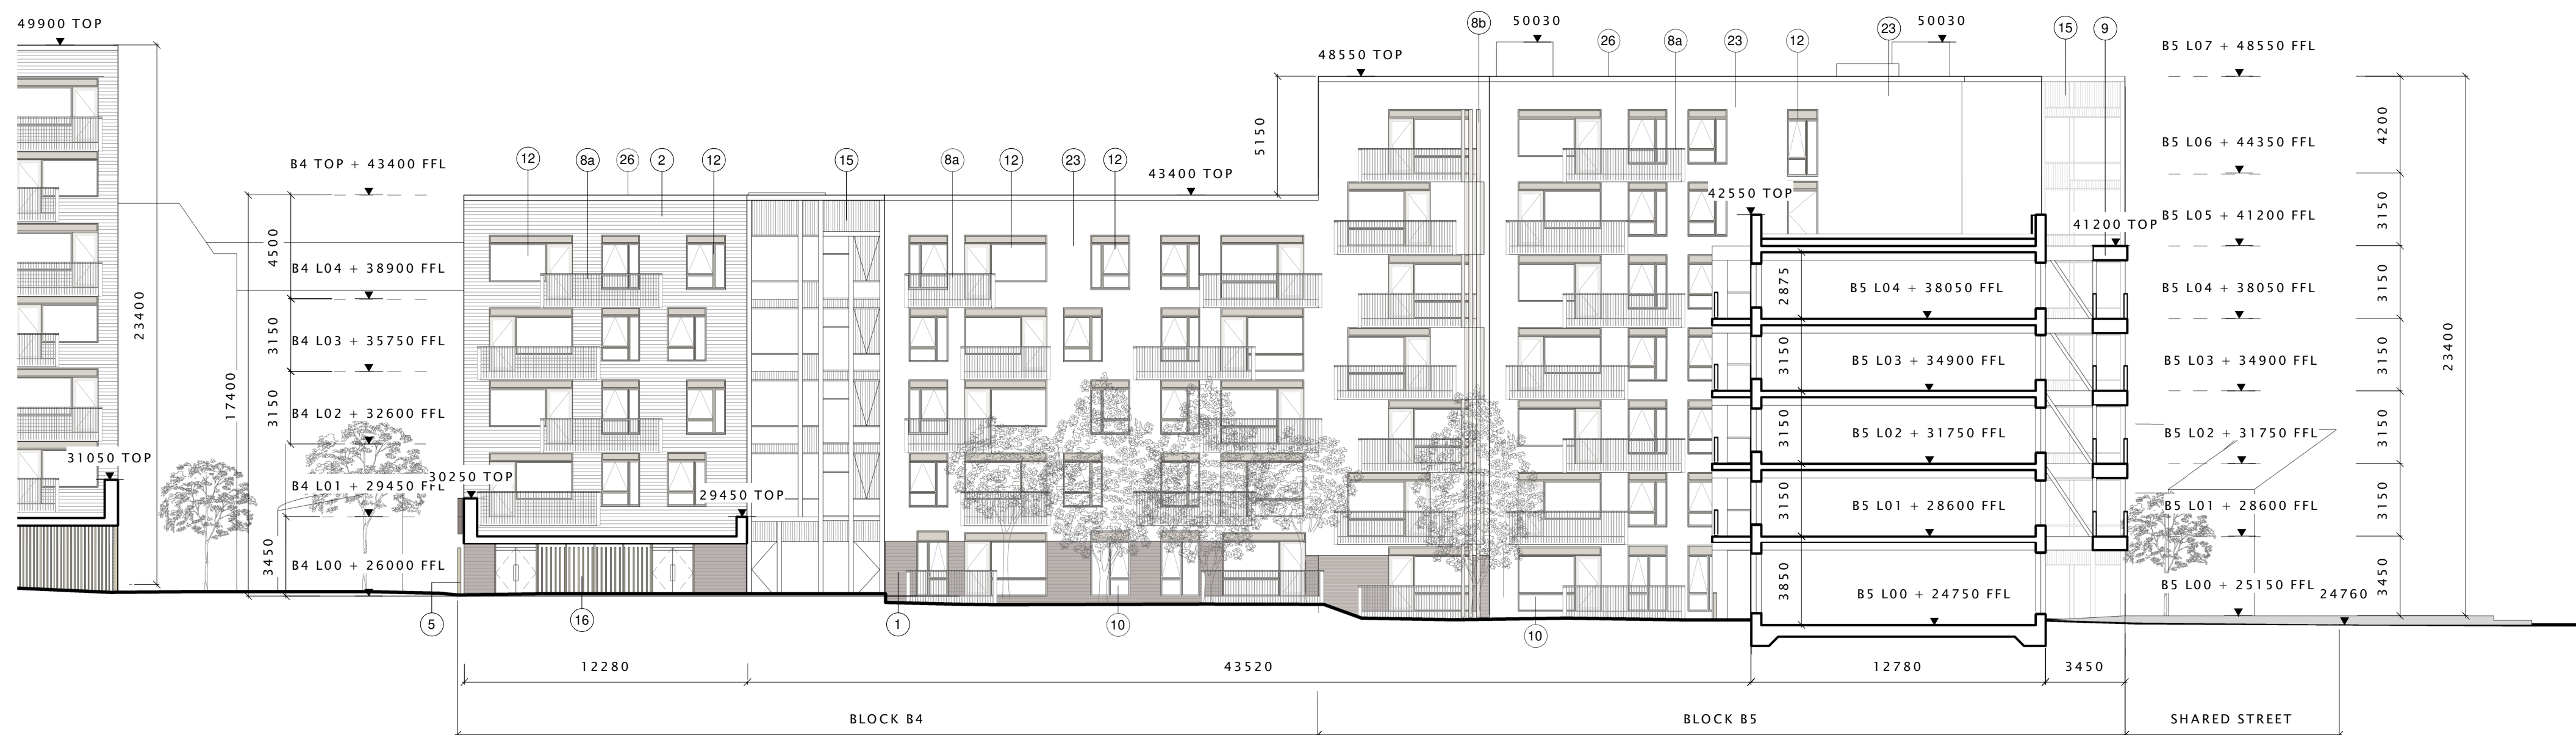 49900 TOP
8b
50030
26
8a
23
12
23
50030
15
9
B5 L07 + 48550 FFL
48550 TOP
5150
4200
B5 L06 + 44350 FFL
B4 TOP + 43400 FFL
12
8a
26
2
12
15
8a
12
23
12
43400 TOP
42550 TOP
41200 TOP
B5 L05 + 41200 FFL
3150
4500
B4 L04 + 38900 FFL
2875
B5 L04 + 38050 FFL
B5 L04 + 38050 FFL
3150
23400
3150
B4 L03 + 35750 FFL
3150
B5 L03 + 34900 FFL
B5 L03 + 34900 FFL
3150
23400
17400
3150
B4 L02 + 32600 FFL
3150
B5 L02 + 31750 FFL
B5 L02 + 31750 FFL
3150
31050 TOP
B4 L01 + 29450 FFL
30250 TOP
29450 TOP
3150
B5 L01 + 28600 FFL
B5 L01 + 28600 FFL
3150
3450
B4 L00 + 26000 FFL
3850
B5 L00 + 24750 FFL
B5 L00 + 25150 FFL
24760
3450
5
16
1
10
10
12280
43520
12780
3450
BLOCK B4
BLOCK B5
SHARED STREET